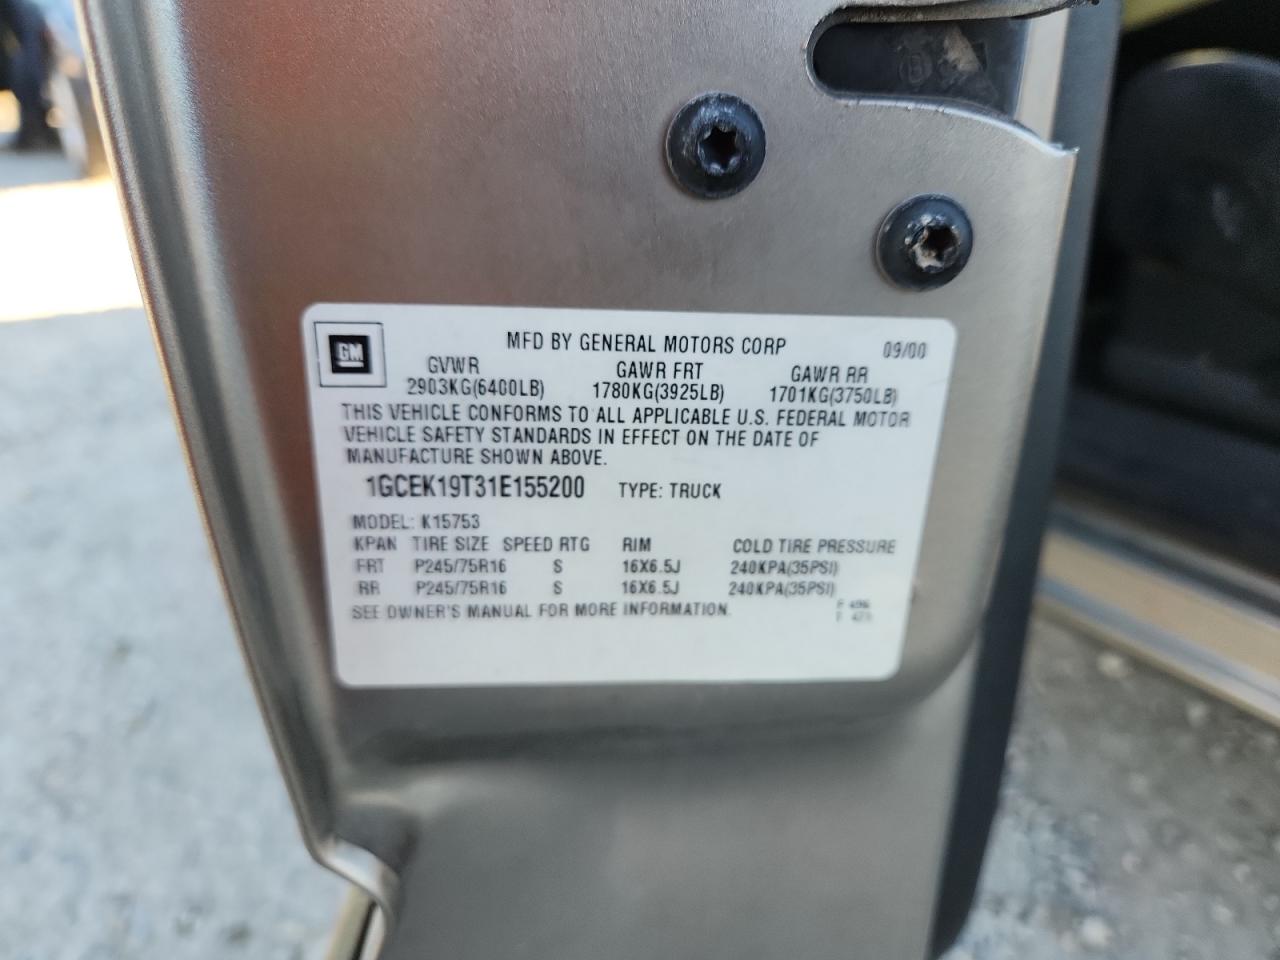 GM
MFD BY GENERAL MOTORS CORP 09/00
GVWR GAWR FRT GAWR RR
2903KG(6400LB) 1780KG(3925LB) 1701KG(3750LB)
THIS VEHICLE CONFORMS TO ALL APPLICABLE U.S. FEDERAL MOTOR
VEHICLE SAFETY STANDARDS IN EFFECT ON THE DATE OF
MANUFACTURE SHOWN ABOVE.
1GCEK19T31E155200 TYPE: TRUCK
MODEL: K15753
KPAN TIRE SIZE SPEED RTG RIM COLD TIRE PRESSURE
FRT P245/75R16 S 16X6.5J 240KPA(35PSI)
RR P245/75R16 S 16X6.5J 240KPA(35PSI)
SEE OWNER'S MANUAL FOR MORE INFORMATION.